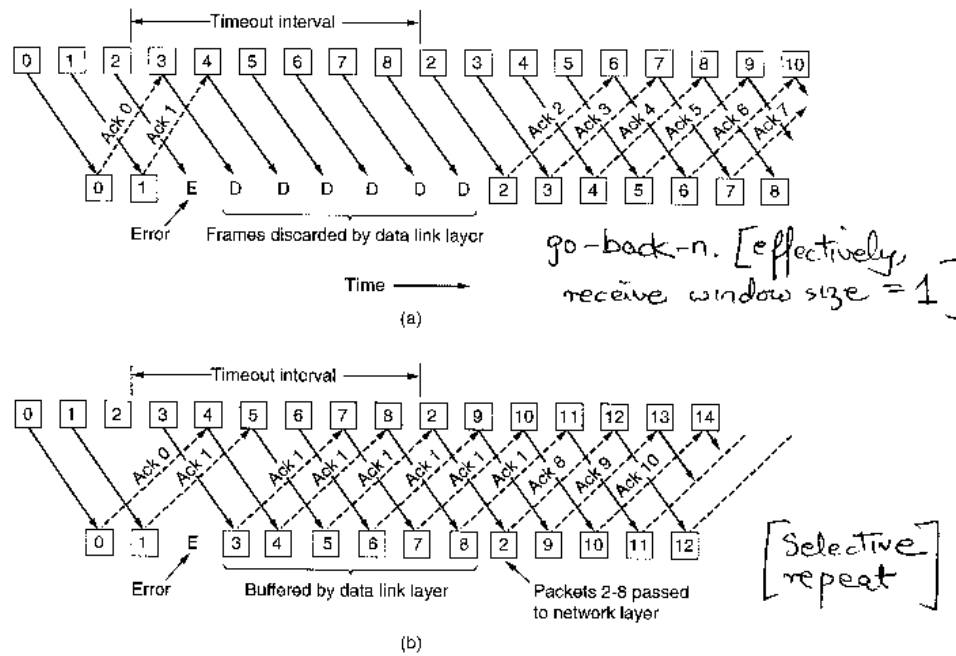 Timeout interval
0 1 2 3 4 5 6 7 8 2 3 4 5 6 7 8 9 10
Ack 0 Ack 1 Ack 2 Ack 3 Ack 4 Ack 5 Ack 6 Ack 7
0 1 E D D D D D D 2 3 4 5 6 7 8
Error
Frames discarded by data link layer
go-back-n. [effectively,
receive window size = 1]
Time
(a)
Timeout interval
0 1 2 3 4 5 6 7 8 2 9 10 11 12 13 14
Ack 0 Ack 1 Ack 1 Ack 1 Ack 1 Ack 1 Ack 1 Ack 8 Ack 9 Ack 10
0 1 E 3 4 5 6 7 8 2 9 10 11 12
Error
Buffered by data link layer
Packets 2-8 passed
to network layer
[Selective
repeat]
(b)